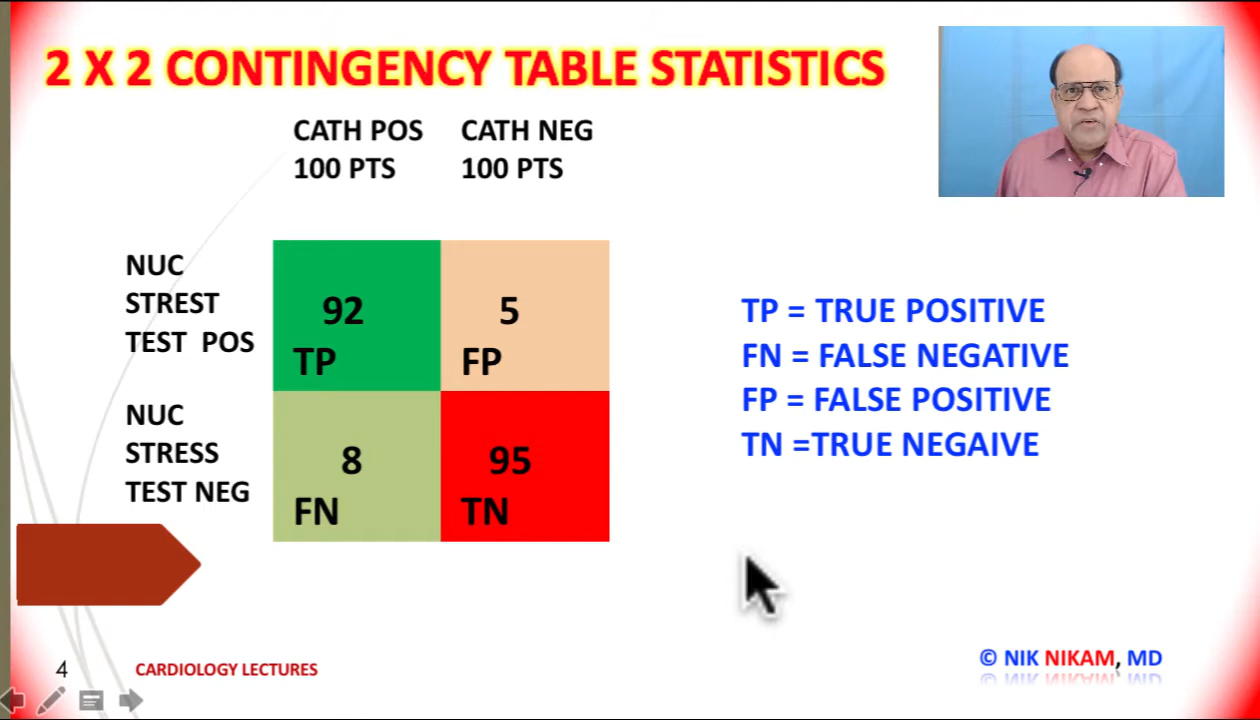 2 X 2 CONTINGENCY TABLE STATISTICS
CATH POS
100 PTS
CATH NEG
100 PTS
NUC
STREST
TEST POS
92
TP
5
FP
NUC
STRESS
TEST NEG
8
FN
95
TN
TP = TRUE POSITIVE
FN = FALSE NEGATIVE
FP = FALSE POSITIVE
TN =TRUE NEGAIVE
4
CARDIOLOGY LECTURES
© NIK NIKAM, MD